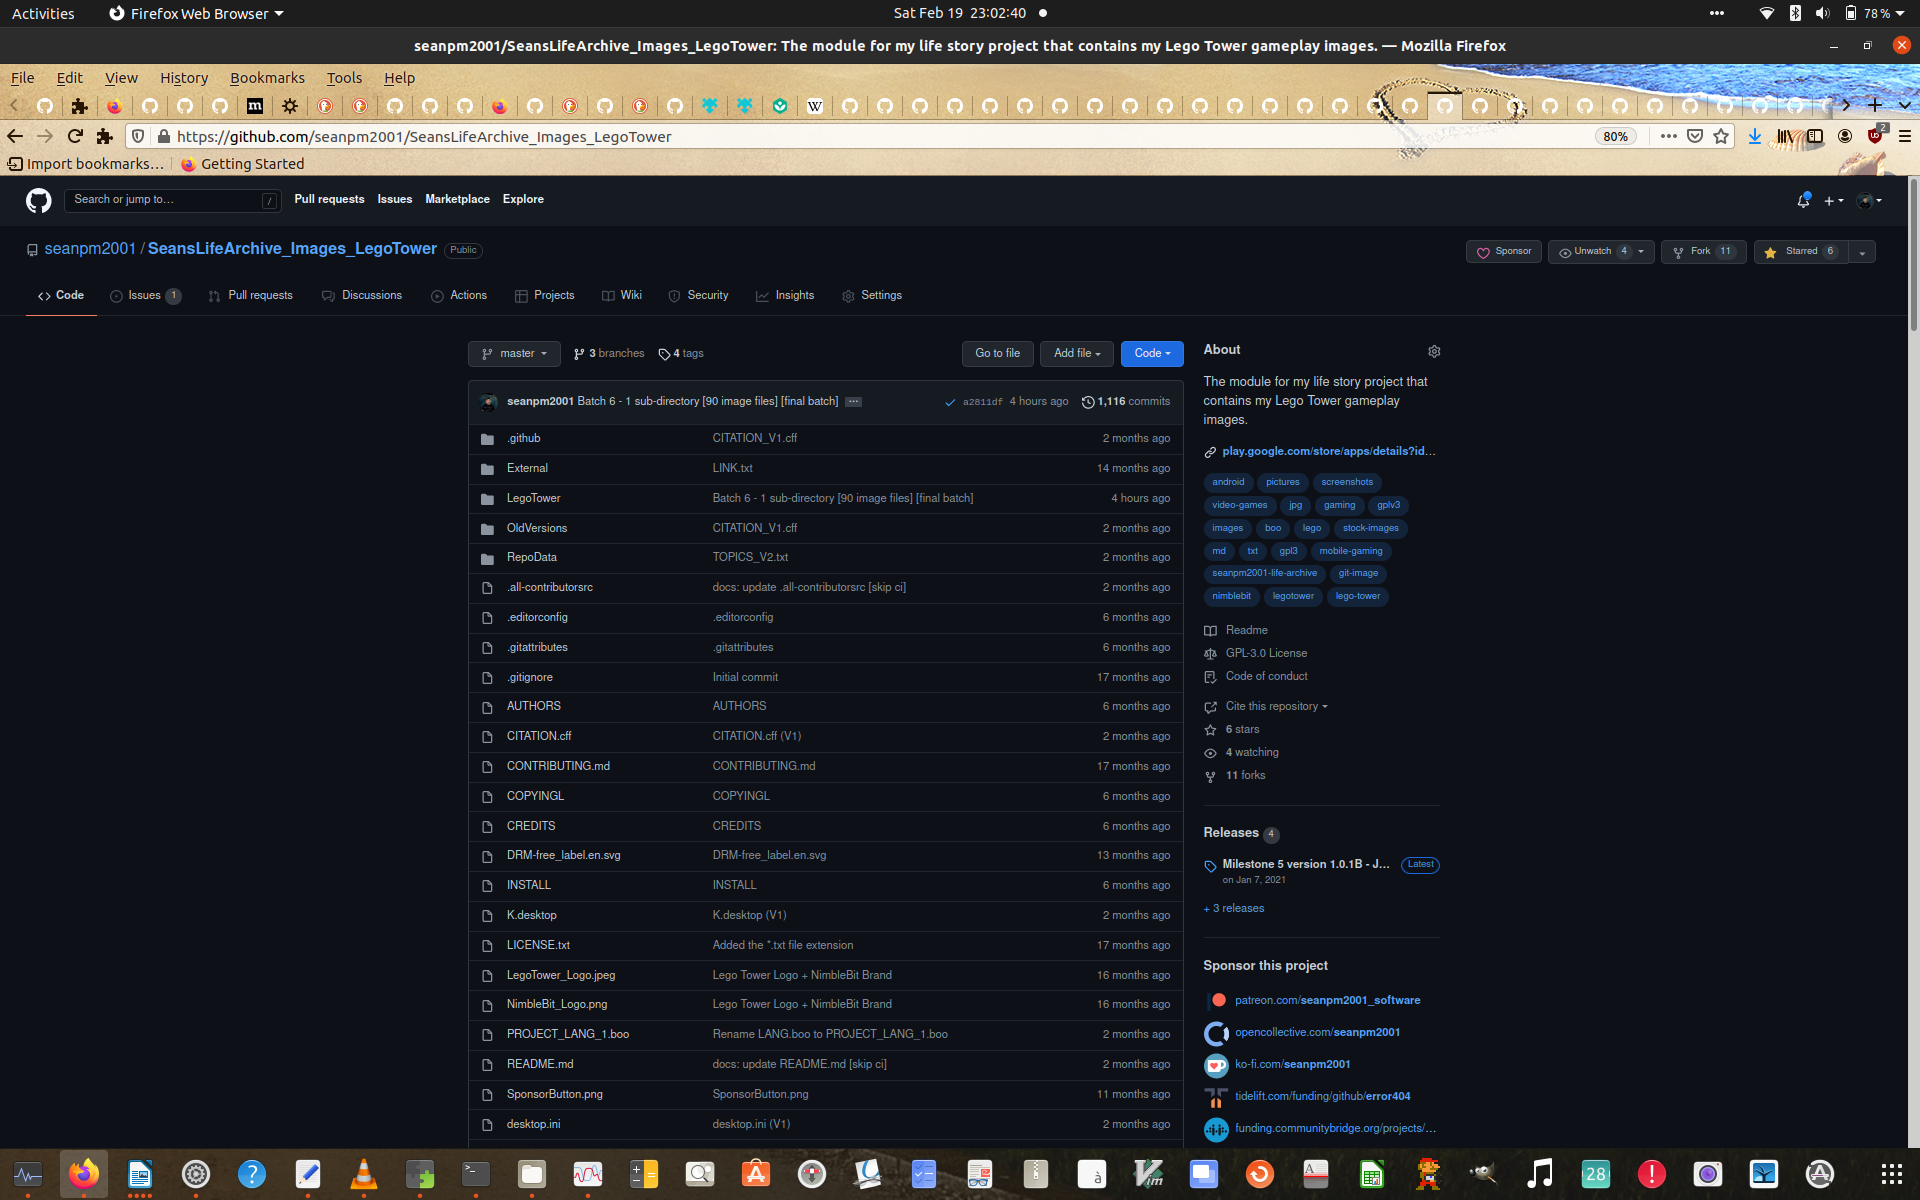 Activities Firefox Web Browser Sat Feb 19 23:02:40 78%
seanpm2001/SeansLifeArchive_Images_LegoTower: The module for my life story project that contains my Lego Tower gameplay images. — Mozilla Firefox
File Edit View History Bookmarks Tools Help
https://github.com/seanpm2001/SeansLifeArchive_Images_LegoTower 80% 2
Import bookmarks… Getting Started
Search or jump to… / Pull requests Issues Marketplace Explore
seanpm2001 / SeansLifeArchive_Images_LegoTower Public Sponsor Unwatch 4 Fork 11 Starred 6
Code Issues 1 Pull requests Discussions Actions Projects Wiki Security Insights Settings
master 3 branches 4 tags Go to file Add file Code
seanpm2001 Batch 6 - 1 sub-directory [90 image files] [final batch] … a2811df 4 hours ago 1,116 commits
.github CITATION_V1.cff 2 months ago
External LINK.txt 14 months ago
LegoTower Batch 6 - 1 sub-directory [90 image files] [final batch] 4 hours ago
OldVersions CITATION_V1.cff 2 months ago
RepoData TOPICS_V2.txt 2 months ago
.all-contributorsrc docs: update .all-contributorsrc [skip ci] 2 months ago
.editorconfig .editorconfig 6 months ago
.gitattributes .gitattributes 6 months ago
.gitignore Initial commit 17 months ago
AUTHORS AUTHORS 6 months ago
CITATION.cff CITATION.cff (V1) 2 months ago
CONTRIBUTING.md CONTRIBUTING.md 17 months ago
COPYINGL COPYINGL 6 months ago
CREDITS CREDITS 6 months ago
DRM-free_label.en.svg DRM-free_label.en.svg 13 months ago
INSTALL INSTALL 6 months ago
K.desktop K.desktop (V1) 2 months ago
LICENSE.txt Added the *.txt file extension 17 months ago
LegoTower_Logo.jpeg Lego Tower Logo + NimbleBit Brand 16 months ago
NimbleBit_Logo.png Lego Tower Logo + NimbleBit Brand 16 months ago
PROJECT_LANG_1.boo Rename LANG.boo to PROJECT_LANG_1.boo 2 months ago
README.md docs: update README.md [skip ci] 2 months ago
SponsorButton.png SponsorButton.png 11 months ago
desktop.ini desktop.ini (V1) 2 months ago
About
The module for my life story project that
contains my Lego Tower gameplay
images.
play.google.com/store/apps/details?id…
android pictures screenshots
video-games jpg gaming gplv3
images boo lego stock-images
md txt gpl3 mobile-gaming
seanpm2001-life-archive git-image
nimblebit legotower lego-tower
Readme
GPL-3.0 License
Code of conduct
Cite this repository
6 stars
4 watching
11 forks
Releases 4
Milestone 5 version 1.0.1B - J… Latest
on Jan 7, 2021
+ 3 releases
Sponsor this project
patreon.com/seanpm2001_software
opencollective.com/seanpm2001
ko-fi.com/seanpm2001
tidelift.com/funding/github/error404
funding.communitybridge.org/projects/…
28